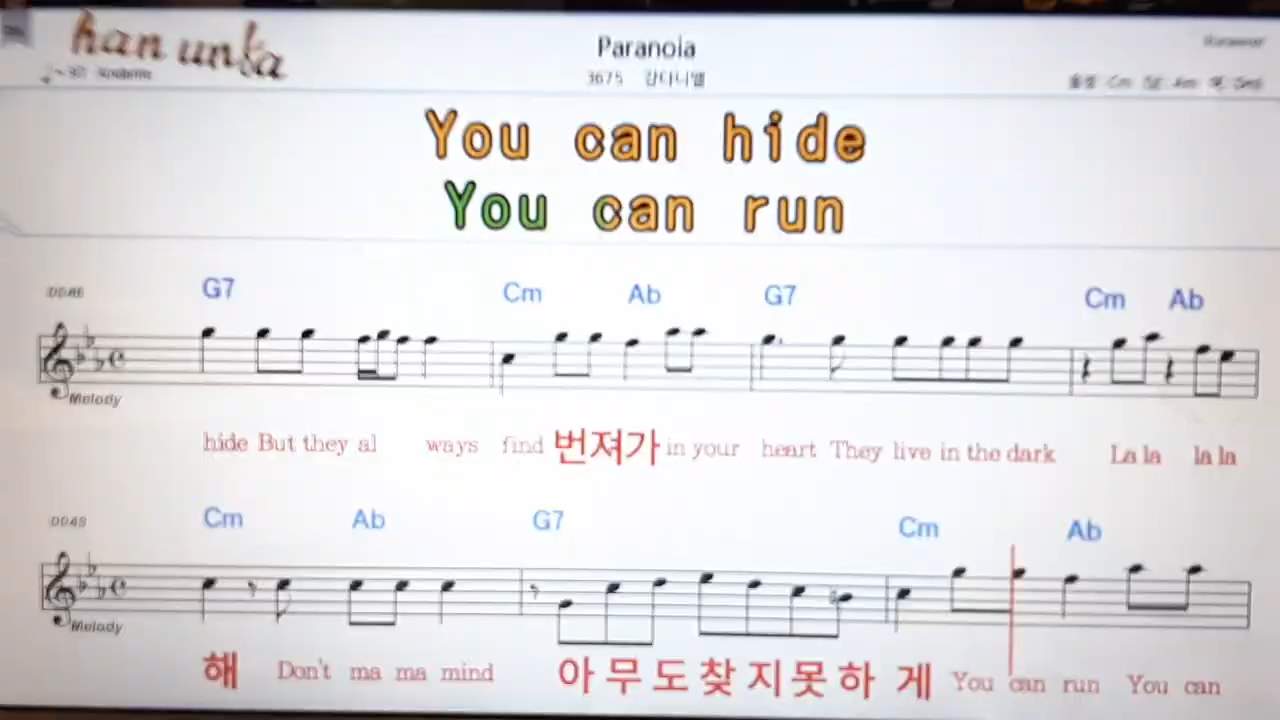 han unha
Paranoia
3675 강다니엘
You can hide
You can run
G7 Cm Ab G7 Cm Ab
Melody
hide But they al ways find 번져가 in your heart They live in the dark La la la la
Cm Ab G7 Cm Ab
Melody
해 Don't ma ma mind 아무도찾지못하 게 You can run You can